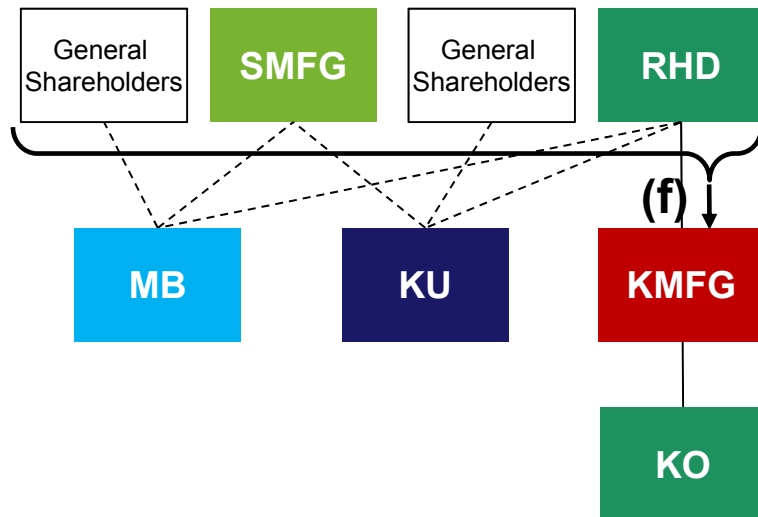 General
Shareholders
SMFG
General
Shareholders
RHD
(f)
MB
KU
KMFG
KO